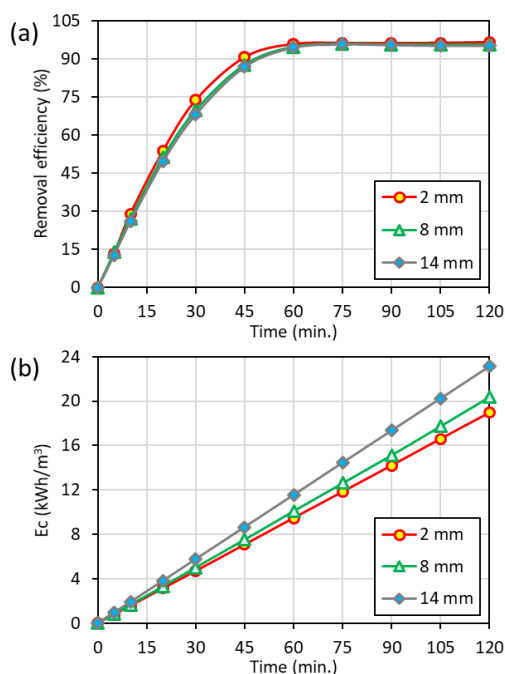 (a)
105
90
75
60
45
30
15
0
Removal efficiency (%)
2 mm
8 mm
14 mm
0 15 30 45 60 75 90 105 120
Time (min.)
(b)
24
20
16
12
8
4
0
Ec (kWh/m³)
2 mm
8 mm
14 mm
0 15 30 45 60 75 90 105 120
Time (min.)